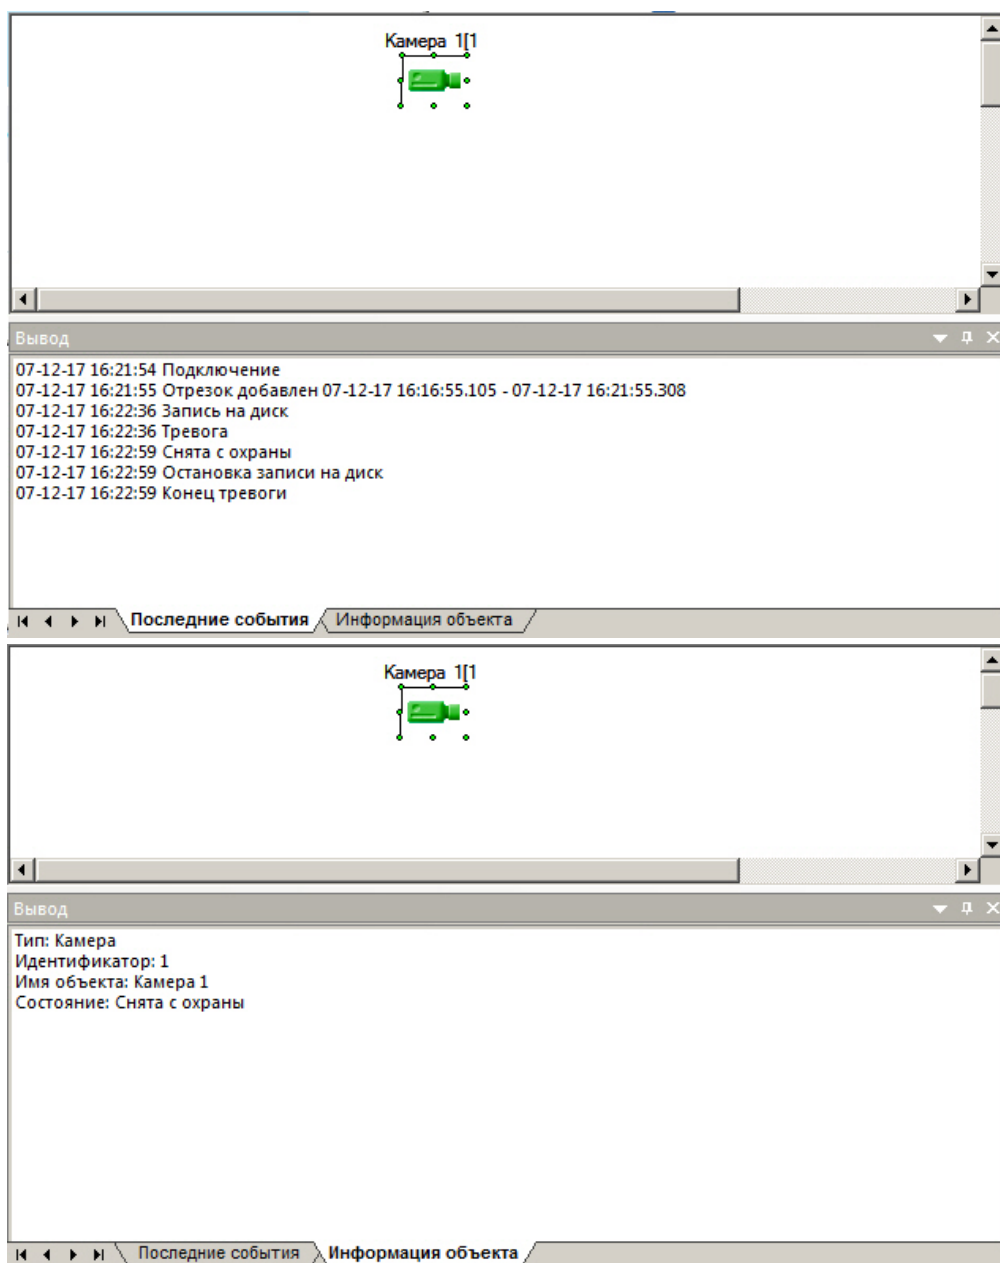 Камера 1[1
Вывод
07-12-17 16:21:54 Подключение
07-12-17 16:21:55 Отрезок добавлен 07-12-17 16:16:55.105 - 07-12-17 16:21:55.308
07-12-17 16:22:36 Запись на диск
07-12-17 16:22:36 Тревога
07-12-17 16:22:59 Снята с охраны
07-12-17 16:22:59 Остановка записи на диск
07-12-17 16:22:59 Конец тревоги
Последние события Информация объекта
Камера 1[1
Вывод
Тип: Камера
Идентификатор: 1
Имя объекта: Камера 1
Состояние: Снята с охраны
Последние события Информация объекта